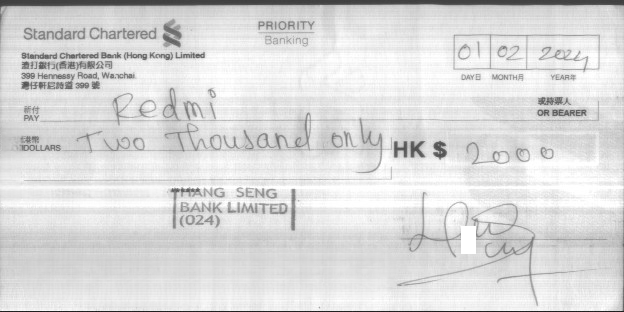 Standard Chartered
PRIORITY
Banking
Standard Chartered Bank (Hong Kong) Limited
渣打銀行(香港)有限公司
399 Hennessy Road, Wanchai
灣仔軒尼詩道 399 號
01 02 2024
DAY日 MONTH月 YEAR年
祈付
PAY Redmi
或持票人
OR BEARER
港幣
DOLLARS Two Thousand only HK $ 2000
HANG SENG
BANK LIMITED
(024)